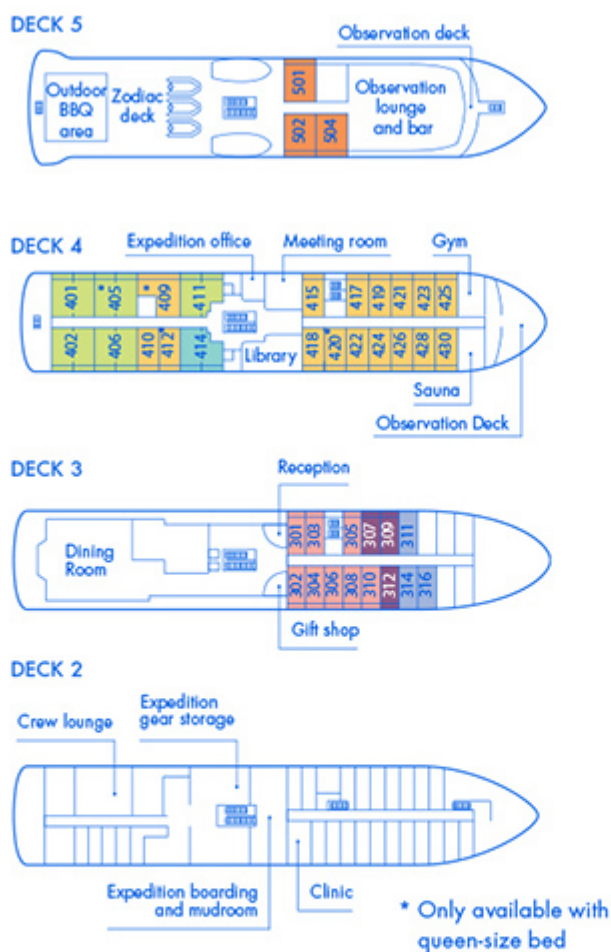 DECK 5
Observation deck
Outdoor
BBQ
area
Zodiac
deck
501
502
504
Observation
lounge
and bar
DECK 4
Expedition office
Meeting room
Gym
401
*
405
*
409
411
415
417
419
421
423
425
402
406
410
412*
414
Library
418
420*
422
424
426
428
430
Sauna
Observation Deck
DECK 3
Reception
Dining
Room
301
303
305
307
309
311
302
304
306
308
310
312
314
316
Gift shop
DECK 2
Crew lounge
Expedition
gear storage
Expedition boarding
and mudroom
Clinic
* Only available with
queen-size bed